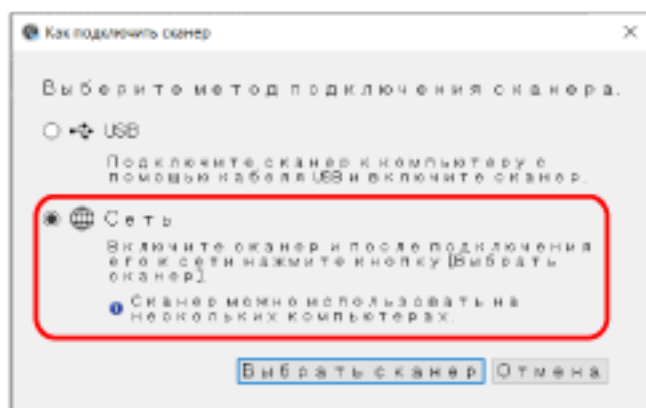 Как подключить сканер
Выберите метод подключения сканера.
USB
Подключите сканер к компьютеру с
помощью кабеля USB и включите сканер.
Сеть
Включите сканер и после подключения
его к сети нажмите кнопку [Выбрать
сканер].
Сканер можно использовать на
нескольких компьютерах.
Выбрать сканер Отмена